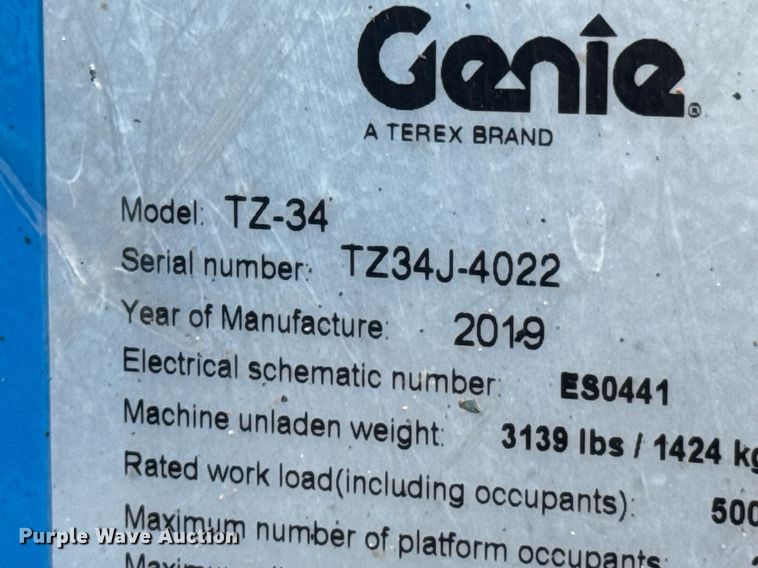 Genie®
A TEREX BRAND
Model: TZ-34
Serial number: TZ34J-4022
Year of Manufacture: 2019
Electrical schematic number: ES0441
Machine unladen weight: 3139 lbs / 1424 kg
Rated work load(including occupants): 500
Maximum number of platform occupants:
Purple Wave Auction